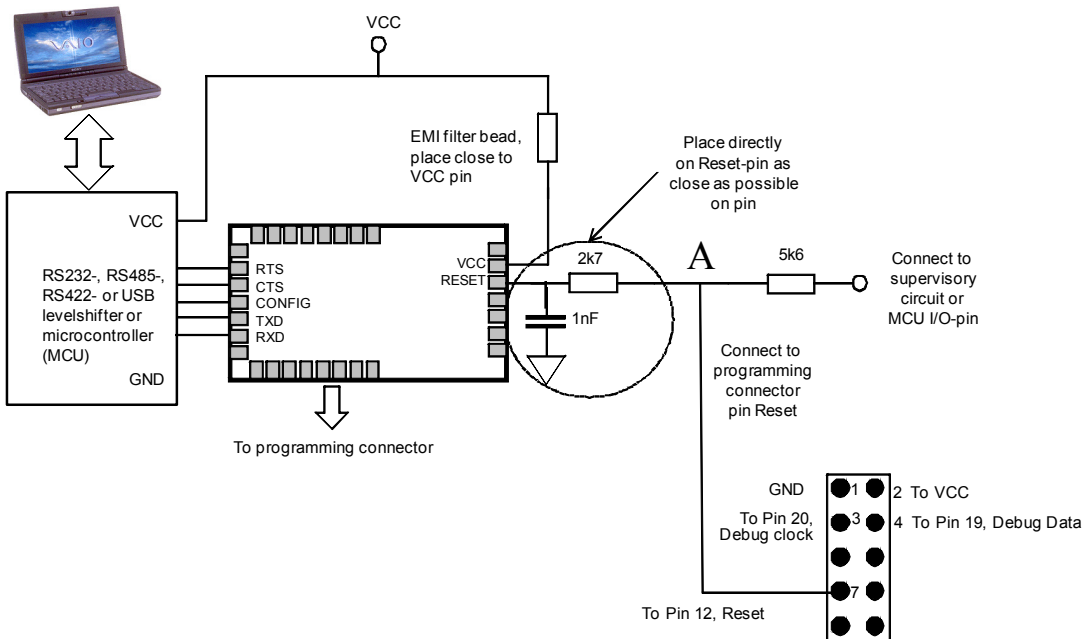 VCC
VAIO
EMI filter bead,
place close to
VCC pin
Place directly
on Reset-pin as
close as possible
on pin
VCC
RS232-, RS485-,
RS422- or USB
levelshifter or
microcontroller
(MCU)
GND
RTS
CTS
CONFIG
TXD
RXD
VCC
RESET
2k7
1nF
A
5k6
Connect to
supervisory
circuit or
MCU I/O-pin
Connect to
programming
connector
pin Reset
To programming connector
GND
1
2 To VCC
To Pin 20,
Debug clock
3
4 To Pin 19, Debug Data
7
To Pin 12, Reset